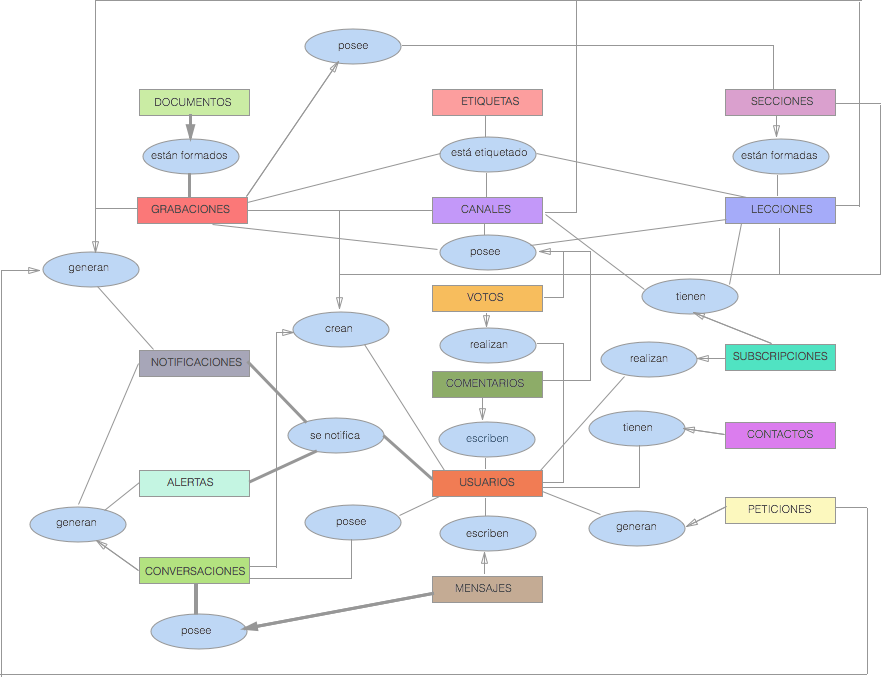 posee
DOCUMENTOS
ETIQUETAS
SECCIONES
están formados
está etiquetado
están formadas
GRABACIONES
CANALES
LECCIONES
posee
generan
tienen
VOTOS
crean
realizan
realizan
SUBSCRIPCIONES
NOTIFICACIONES
COMENTARIOS
tienen
CONTACTOS
se notifica
escriben
ALERTAS
USUARIOS
PETICIONES
generan
posee
escriben
generan
CONVERSACIONES
MENSAJES
posee